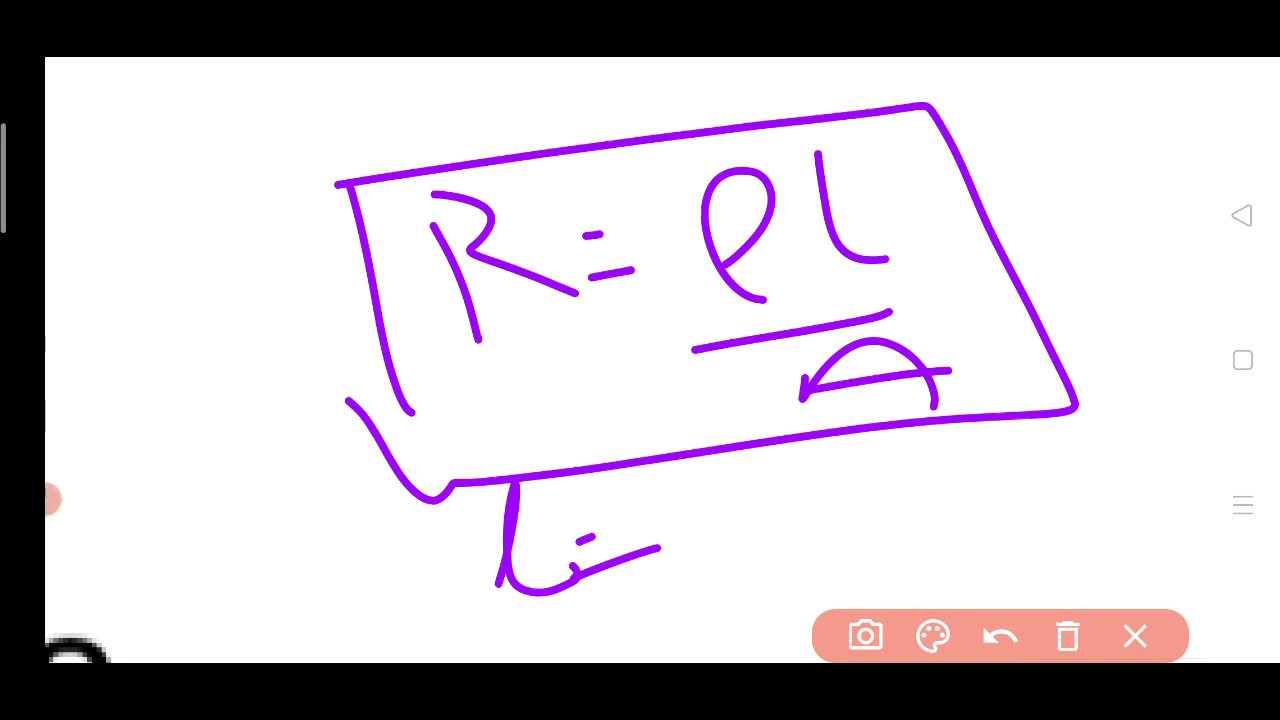 R = ρl
A
l =